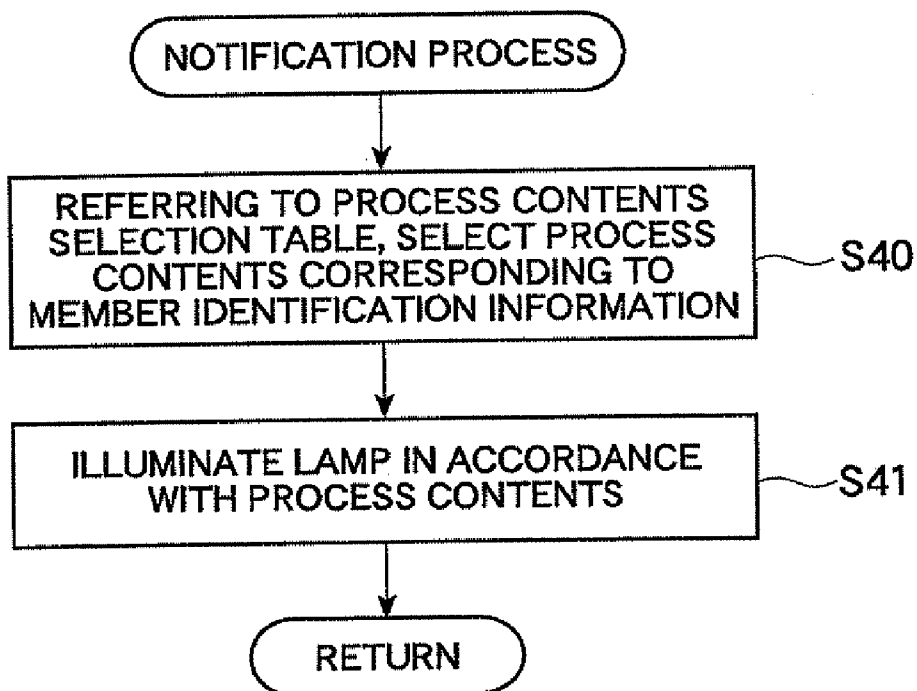 NOTIFICATION PROCESS
REFERRING TO PROCESS CONTENTS
SELECTION TABLE, SELECT PROCESS
CONTENTS CORRESPONDING TO
MEMBER IDENTIFICATION INFORMATION
S40
ILLUMINATE LAMP IN ACCORDANCE
WITH PROCESS CONTENTS
S41
RETURN